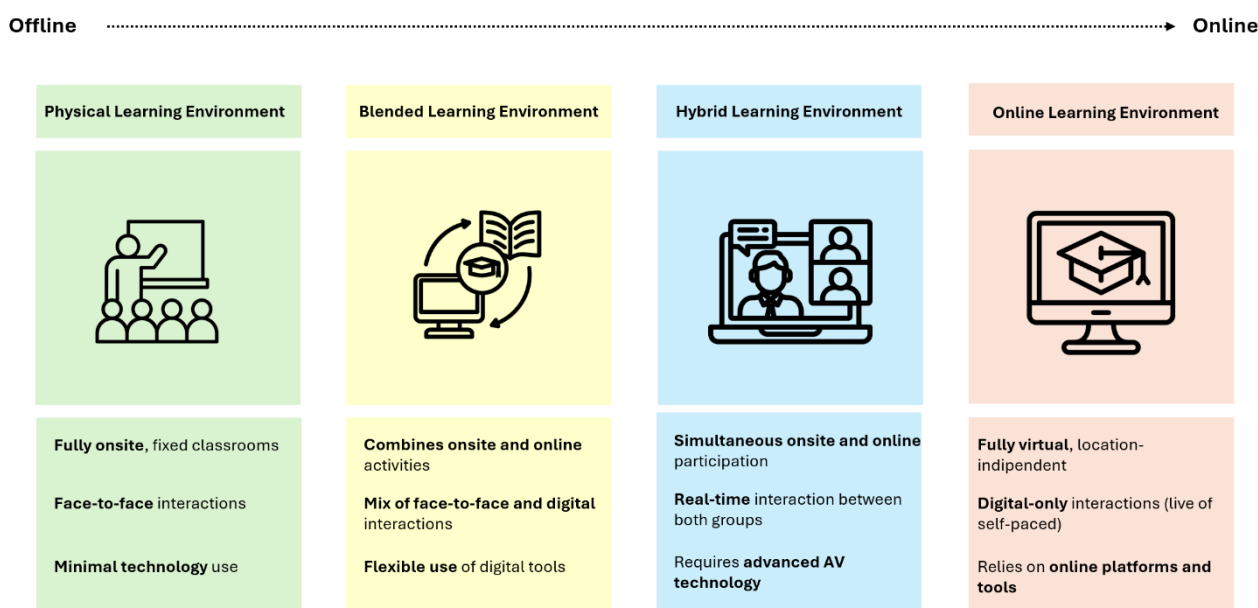 Offline
Online
Physical Learning Environment
Blended Learning Environment
Hybrid Learning Environment
Online Learning Environment
Fully onsite, fixed classrooms
Face-to-face interactions
Minimal technology use
Combines onsite and online
activities
Mix of face-to-face and digital
interactions
Flexible use of digital tools
Simultaneous onsite and online
participation
Real-time interaction between
both groups
Requires advanced AV
technology
Fully virtual, location-
indipendent
Digital-only interactions (live of
self-paced)
Relies on online platforms and
tools